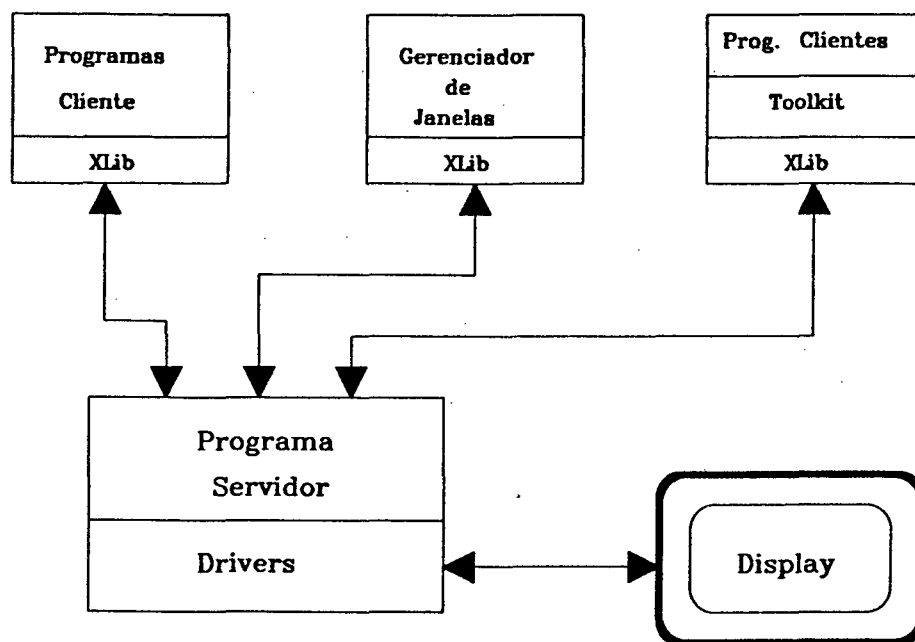 Programas
Cliente
XLib
Gerenciador
de
Janelas
XLib
Prog. Clientes
Toolkit
XLib
Programa
Servidor
Drivers
Display